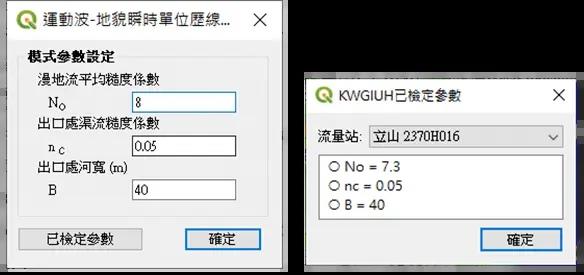 運動波-地貌瞬時單位歷線...
模式參數設定
漫地流平均糙度係數
No 8
出口處渠流糙度係數
nc 0.05
出口處河寬 (m)
B 40
已檢定參數 確定
KWGIUH已檢定參數
流量站: 立山 2370H016
No = 7.3
nc = 0.05
B = 40
確定